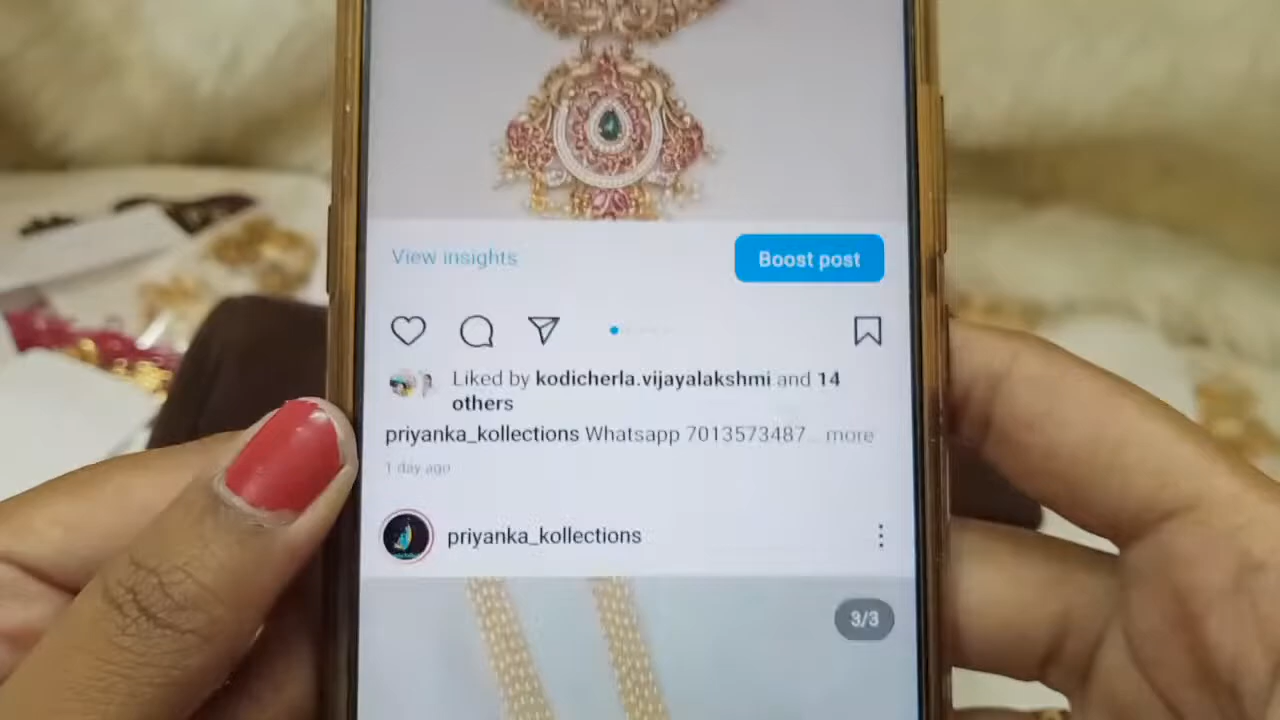 View insights
Boost post
Liked by kodicherla.vijayalakshmi and 14
others
priyanka_kollections Whatsapp 7013573487... more
1 day ago
priyanka_kollections
3/3